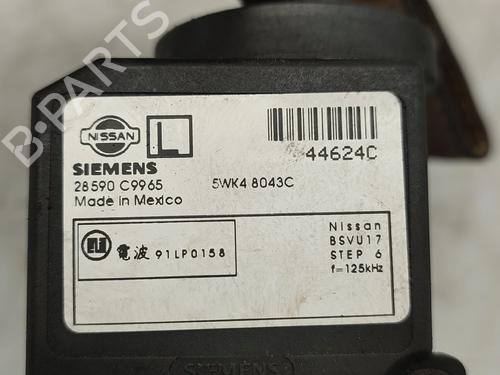 NISSAN
L
44624C
SIEMENS
28590 C9965 5WK4 8043C
Made in Mexico
電波 91LP0158
Nissan
BSVU17
STEP 6
f=125kHz
SIEMENS
B-PARTS